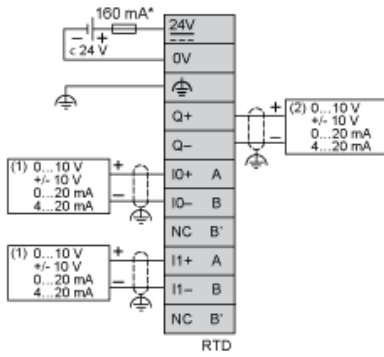 160 mA*
- +
c 24 V
24V
0V
Q+
Q–
I0+ A
I0– B
NC B'
I1+ A
I1– B
NC B'
RTD
+
–
(2) 0...10 V
+/- 10 V
0...20 mA
4...20 mA
(1) 0...10 V
+/- 10 V
0...20 mA
4...20 mA
+
–
(1) 0...10 V
+/- 10 V
0...20 mA
4...20 mA
+
–